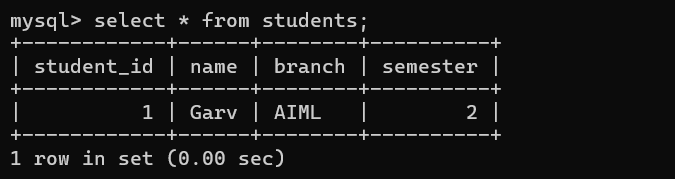 mysql> select * from students;
+------------+------+--------+----------+
| student_id | name | branch | semester |
+------------+------+--------+----------+
|          1 | Garv | AIML   |        2 |
+------------+------+--------+----------+
1 row in set (0.00 sec)